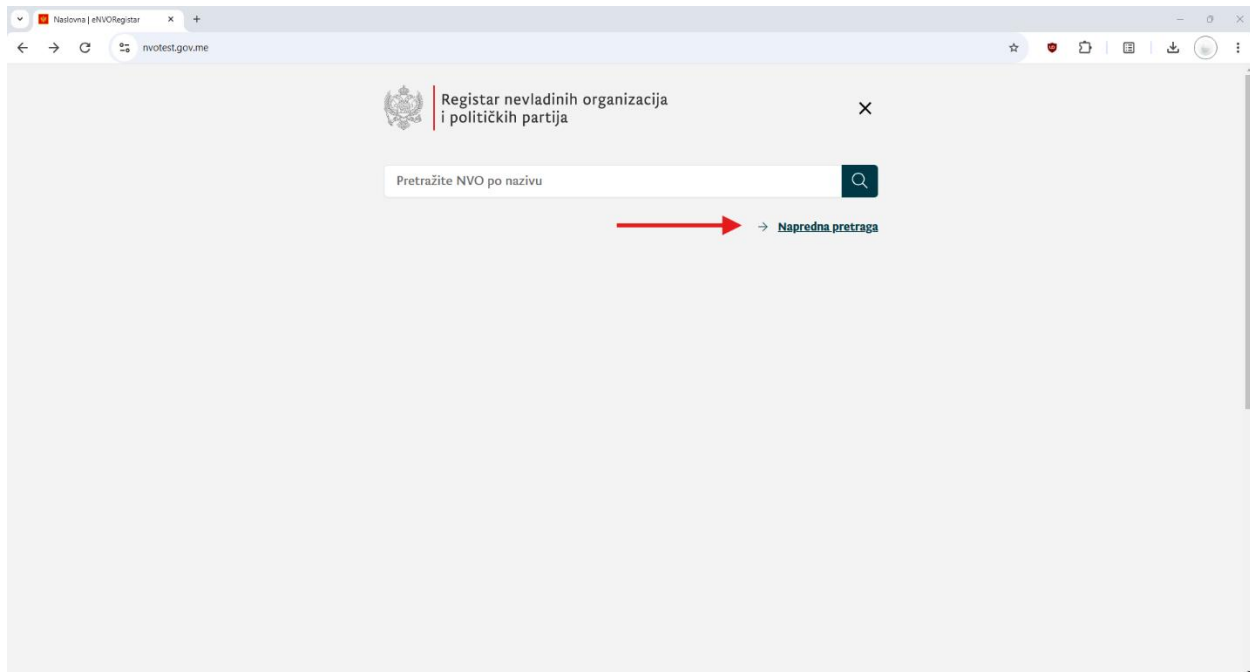 Naslovna | eNVORegistar
nvotest.gov.me
Registar nevladinih organizacija
i političkih partija
Pretražite NVO po nazivu
Napredna pretraga